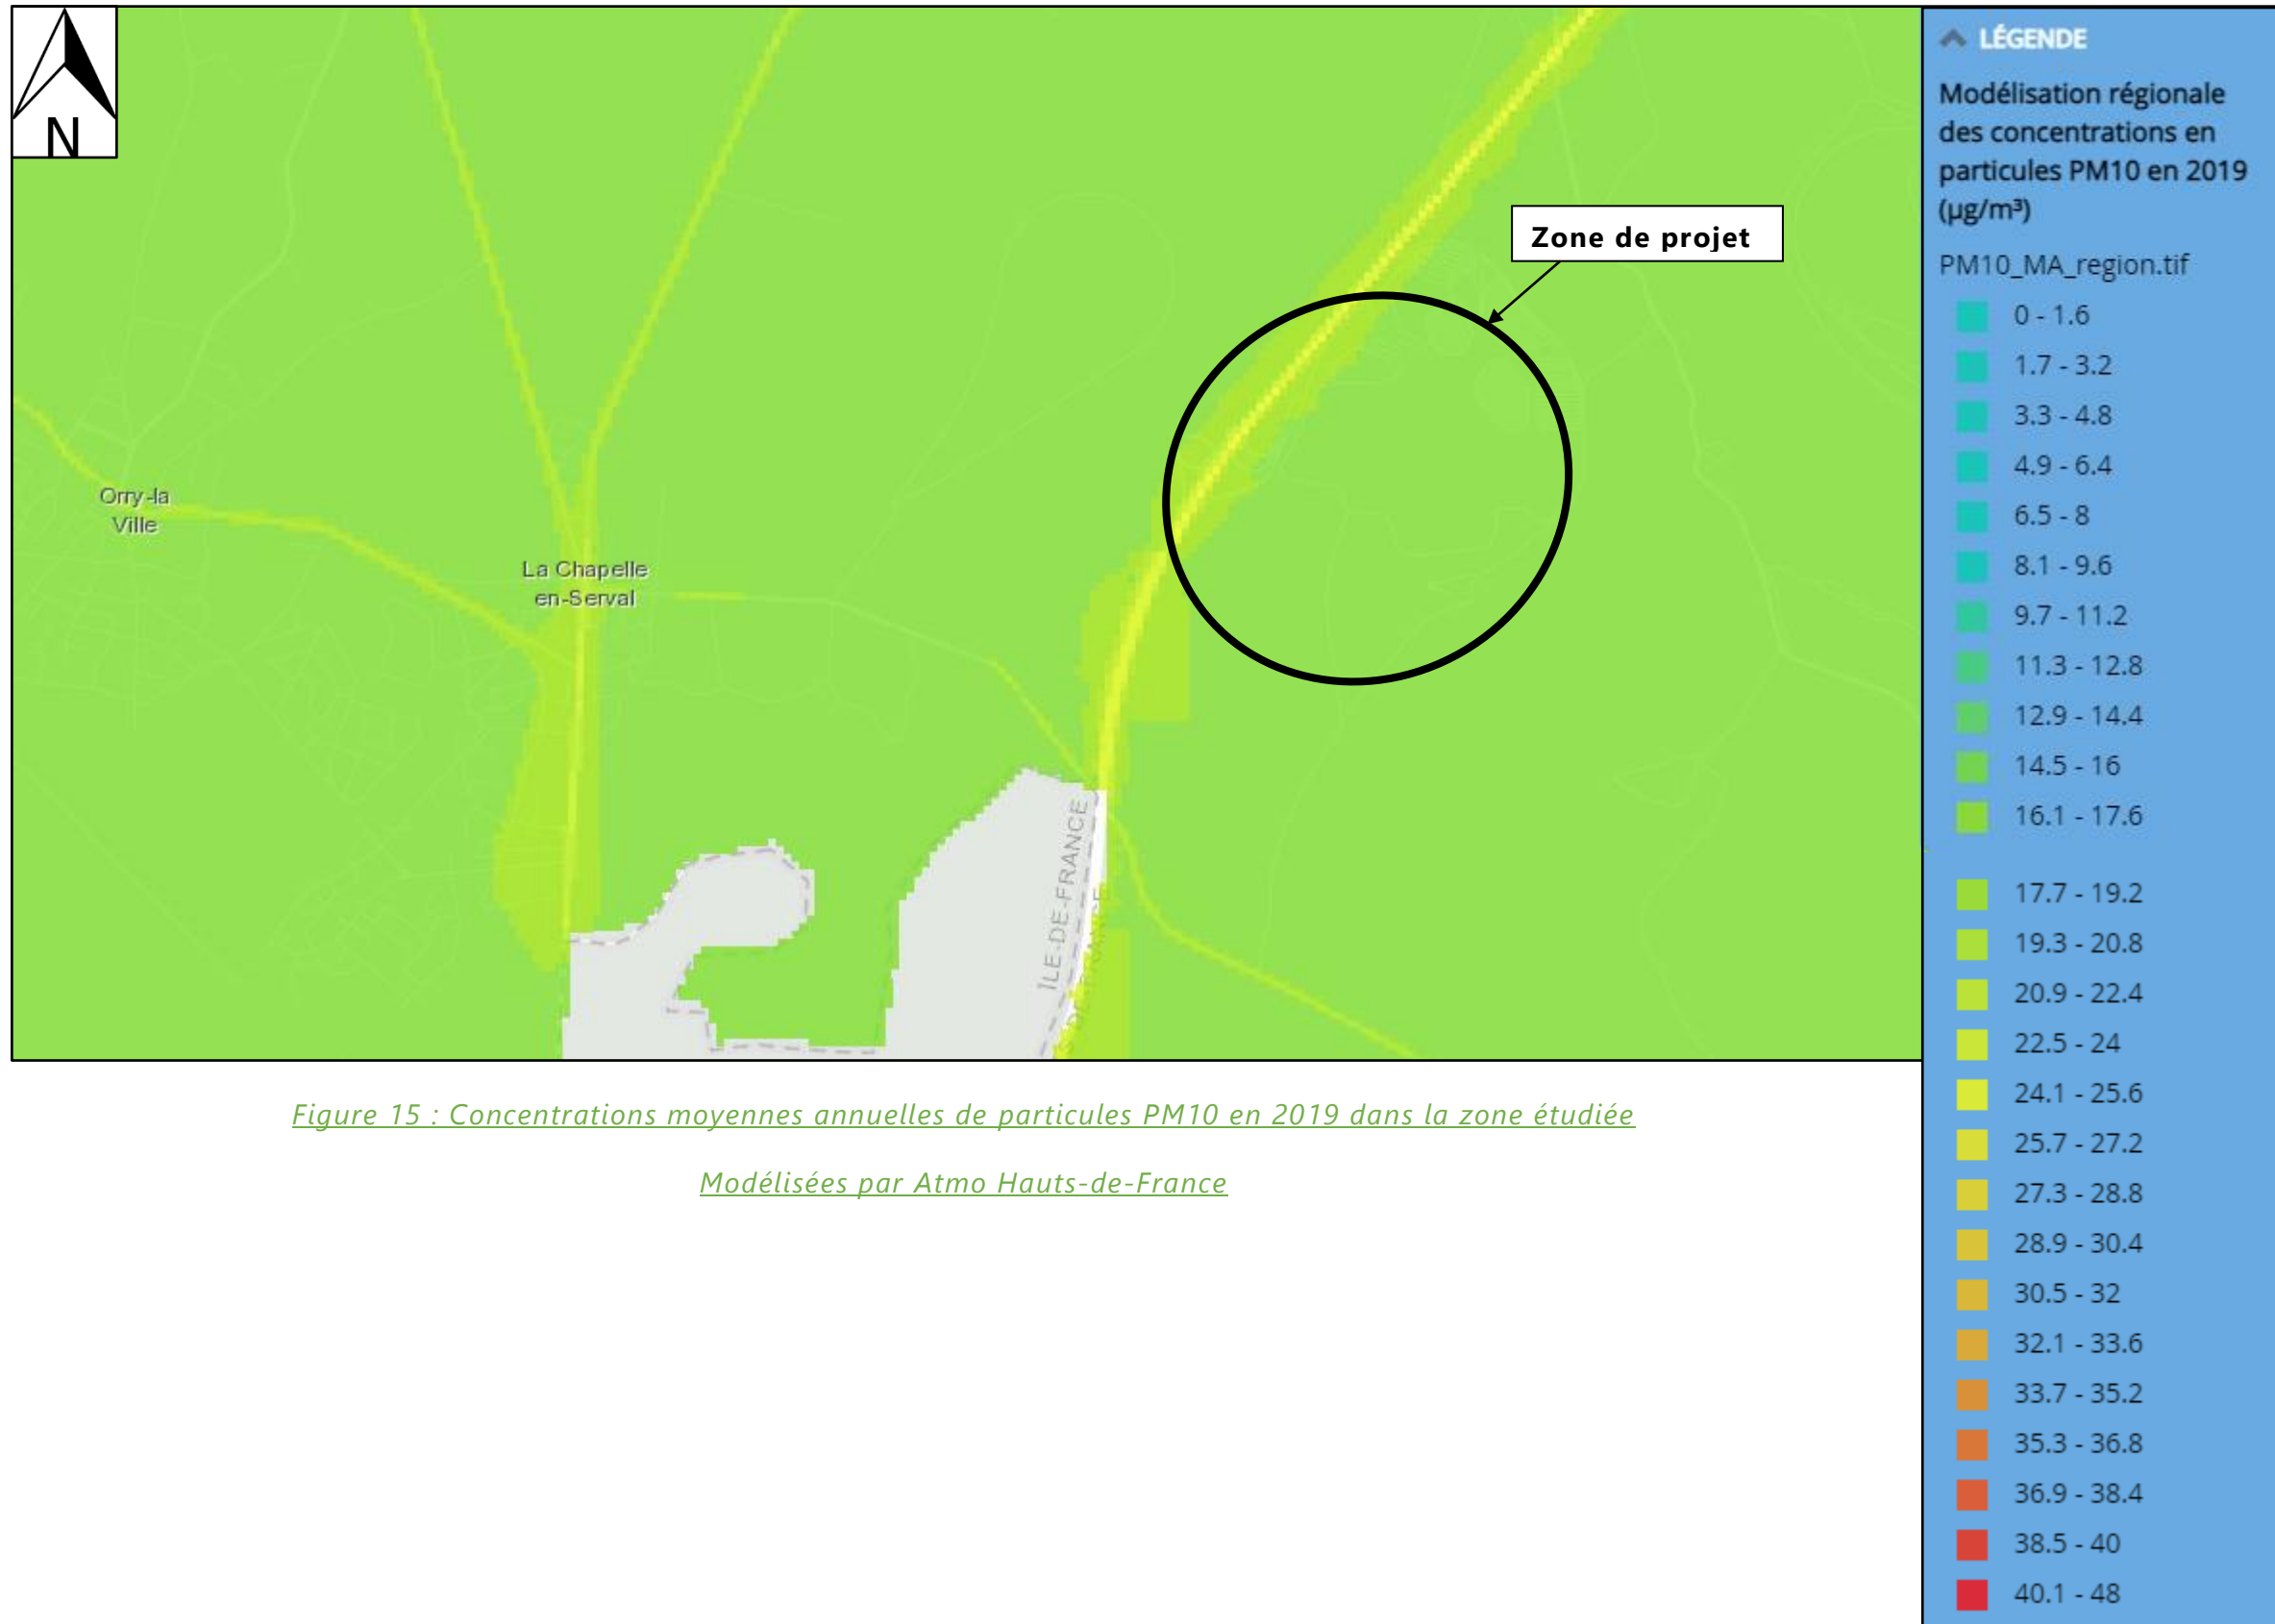 N
Zone de projet
Orry-la
Ville
La Chapelle
en-Serval
ÎLE-DE-FRANCE
LÉGENDE
Modélisation régionale
des concentrations en
particules PM10 en 2019
(µg/m³)
PM10_MA_region.tif
0 - 1.6
1.7 - 3.2
3.3 - 4.8
4.9 - 6.4
6.5 - 8
8.1 - 9.6
9.7 - 11.2
11.3 - 12.8
12.9 - 14.4
14.5 - 16
16.1 - 17.6
17.7 - 19.2
19.3 - 20.8
20.9 - 22.4
22.5 - 24
24.1 - 25.6
25.7 - 27.2
27.3 - 28.8
28.9 - 30.4
30.5 - 32
32.1 - 33.6
33.7 - 35.2
35.3 - 36.8
36.9 - 38.4
38.5 - 40
40.1 - 48
Figure 15 : Concentrations moyennes annuelles de particules PM10 en 2019 dans la zone étudiée
Modélisées par Atmo Hauts-de-France